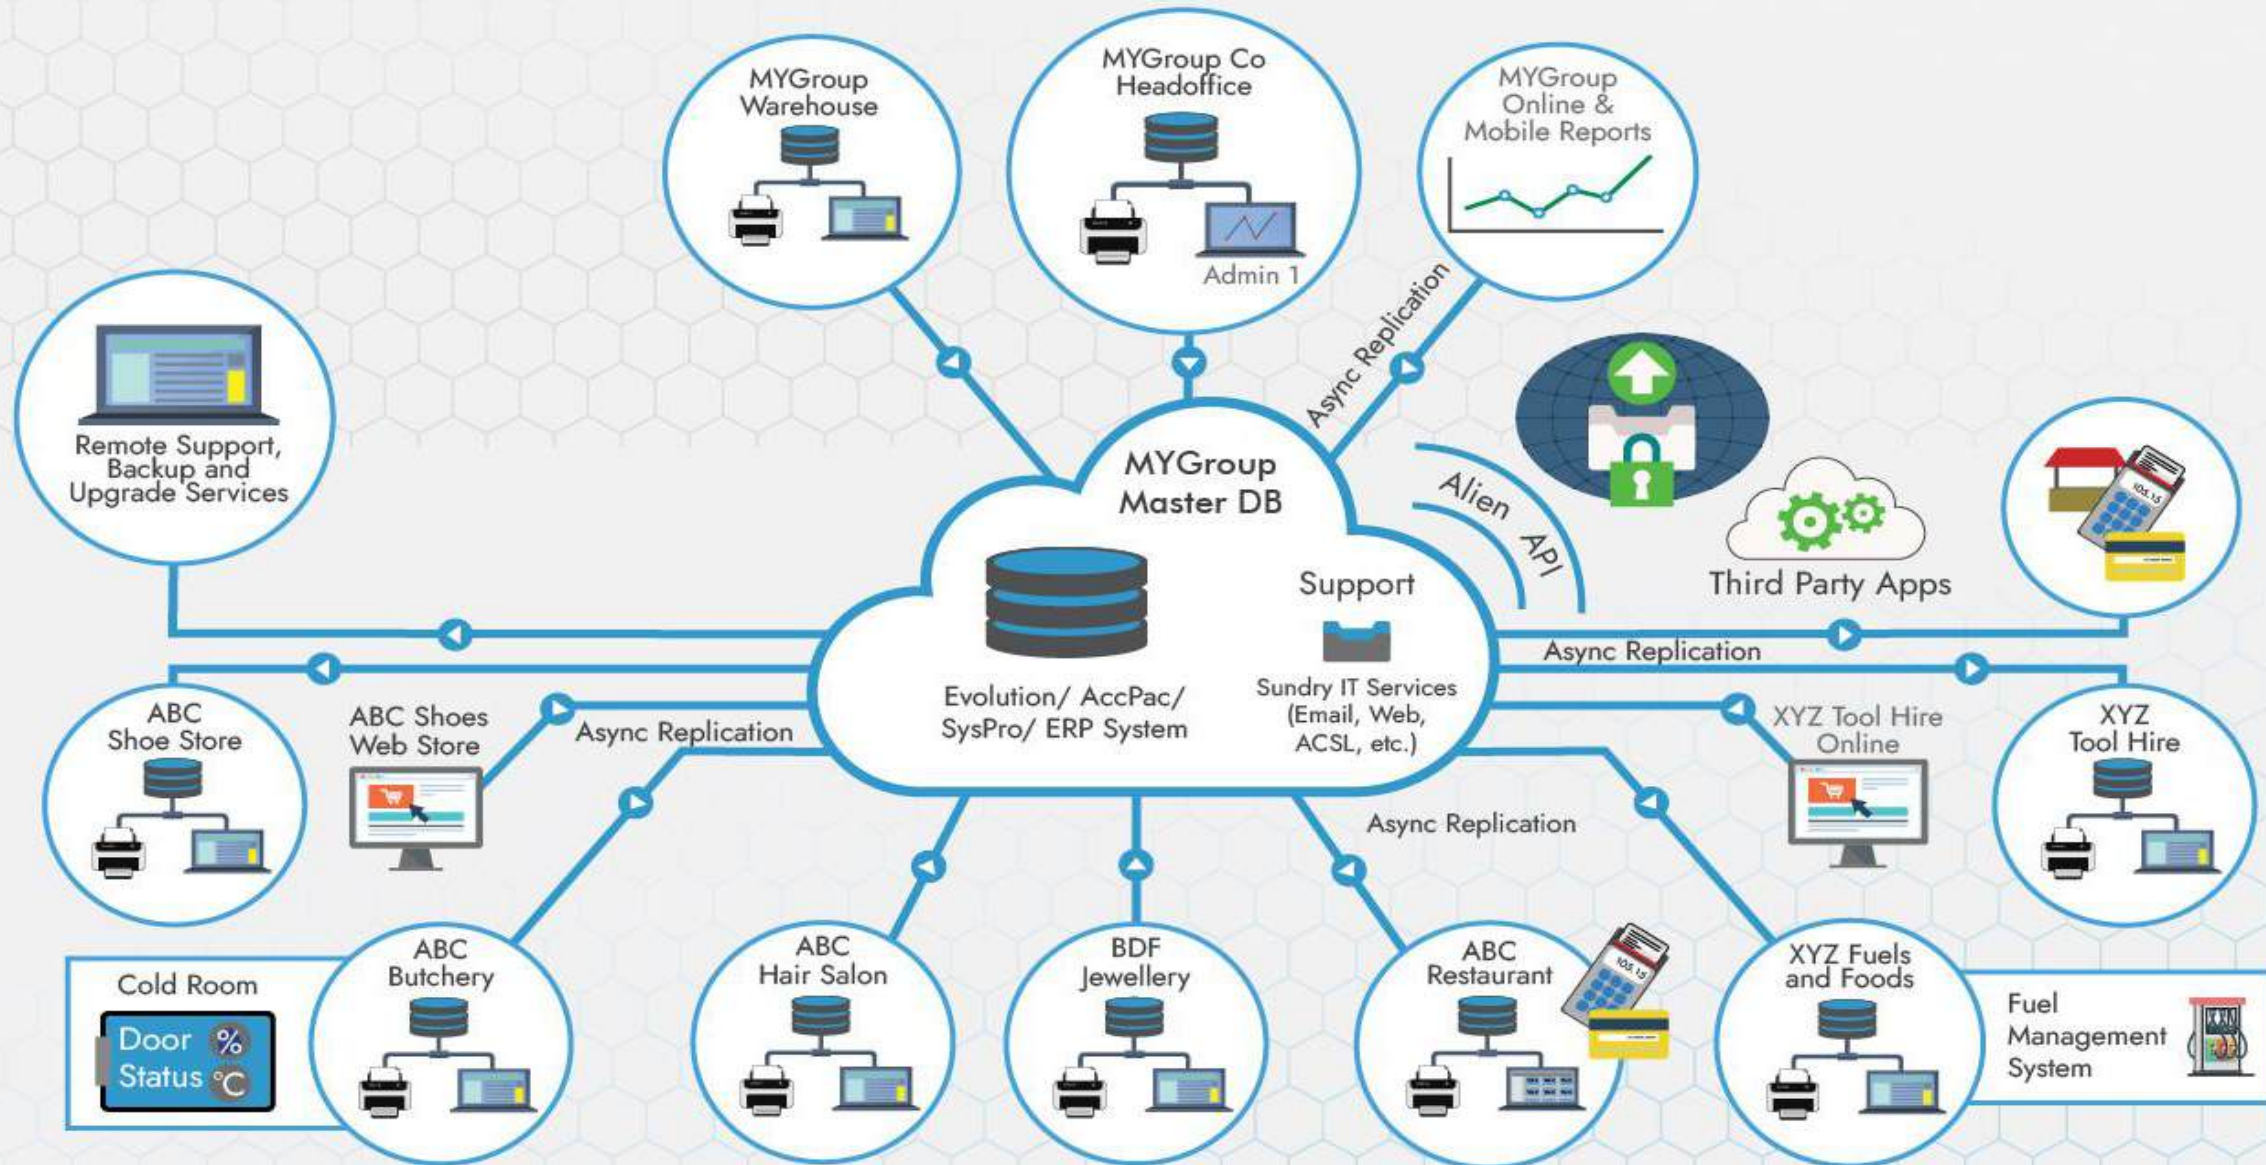 MYGroup
Warehouse
MYGroup Co
Headoffice
Admin 1
MYGroup
Online &
Mobile Reports
Remote Support,
Backup and
Upgrade Services
Async Replication
MYGroup
Master DB
Alien API
Third Party Apps
105.15
Support
Evolution/ AccPac/
SysPro/ ERP System
Sundry IT Services
(Email, Web,
ACSL, etc.)
Async Replication
ABC
Shoe Store
ABC Shoes
Web Store
Async Replication
XYZ Tool Hire
Online
XYZ
Tool Hire
Async Replication
Cold Room
Door %
Status °C
ABC
Butchery
ABC
Hair Salon
BDF
Jewellery
ABC
Restaurant
105.15
XYZ Fuels
and Foods
Fuel
Management
System